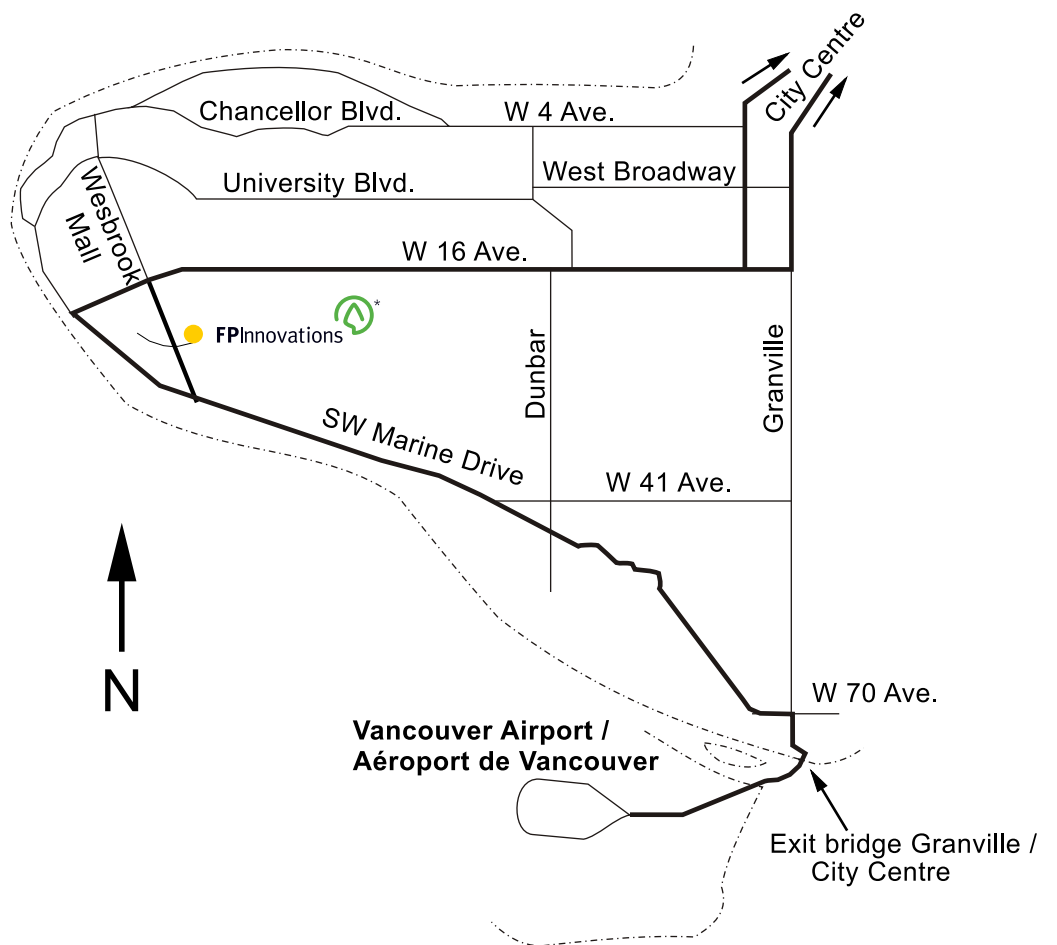 City Centre
Chancellor Blvd.
W 4 Ave.
West Broadway
University Blvd.
Wesbrook
Mall
W 16 Ave.
FPInnovations
*
Dunbar
Granville
SW Marine Drive
W 41 Ave.
N
W 70 Ave.
Vancouver Airport /
Aéroport de Vancouver
Exit bridge Granville /
City Centre